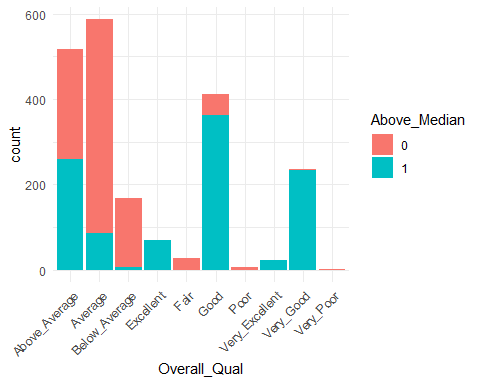 600
400
200
0
count
Above_Average
Average
Below_Average
Excellent
Fair
Good
Poor
Very_Excellent
Very_Good
Very_Poor
Overall_Qual
Above_Median
0
1